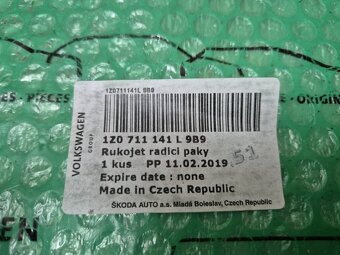 1Z0711141L 9B9
VOLKSWAGEN
GROUP
1Z0 711 141 L 9B9
Rukojet radici paky
1 kus PP 11.02.2019
51
Expire date : none
Made in Czech Republic
ŠKODA AUTO a.s. Mladá Boleslav, Czech Republic
PIECES
ORIGIN